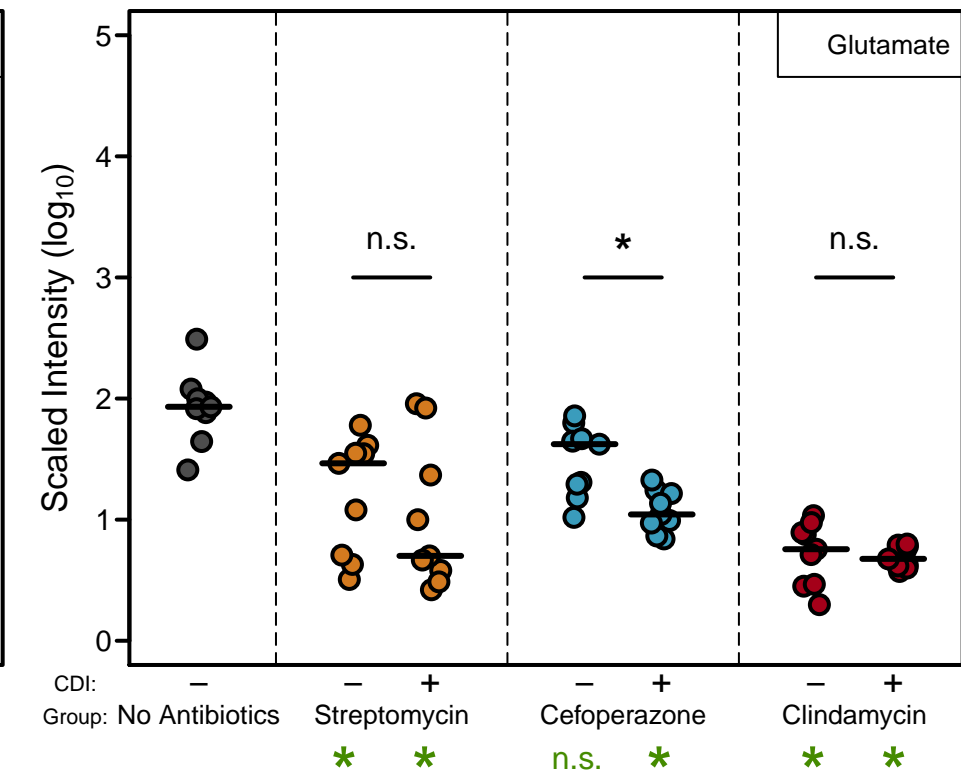 Glutamate
Scaled Intensity (log10)
5
4
3
2
1
0
n.s. * n.s.
CDI: – – + – + – +
Group: No Antibiotics Streptomycin Cefoperazone Clindamycin
* * n.s. * * *